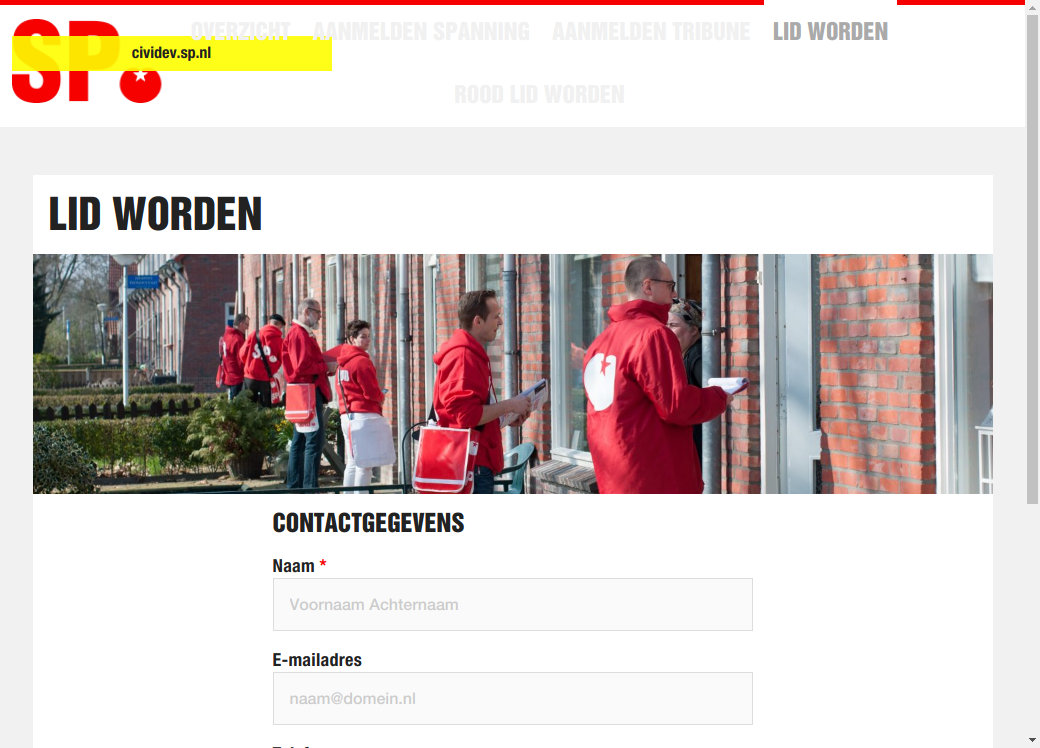 SP.
cividev.sp.nl
OVERZICHT AANMELDEN SPANNING AANMELDEN TRIBUNE LID WORDEN
ROOD LID WORDEN
LID WORDEN
CONTACTGEGEVENS
Naam *
Voornaam Achternaam
E-mailadres
naam@domein.nl